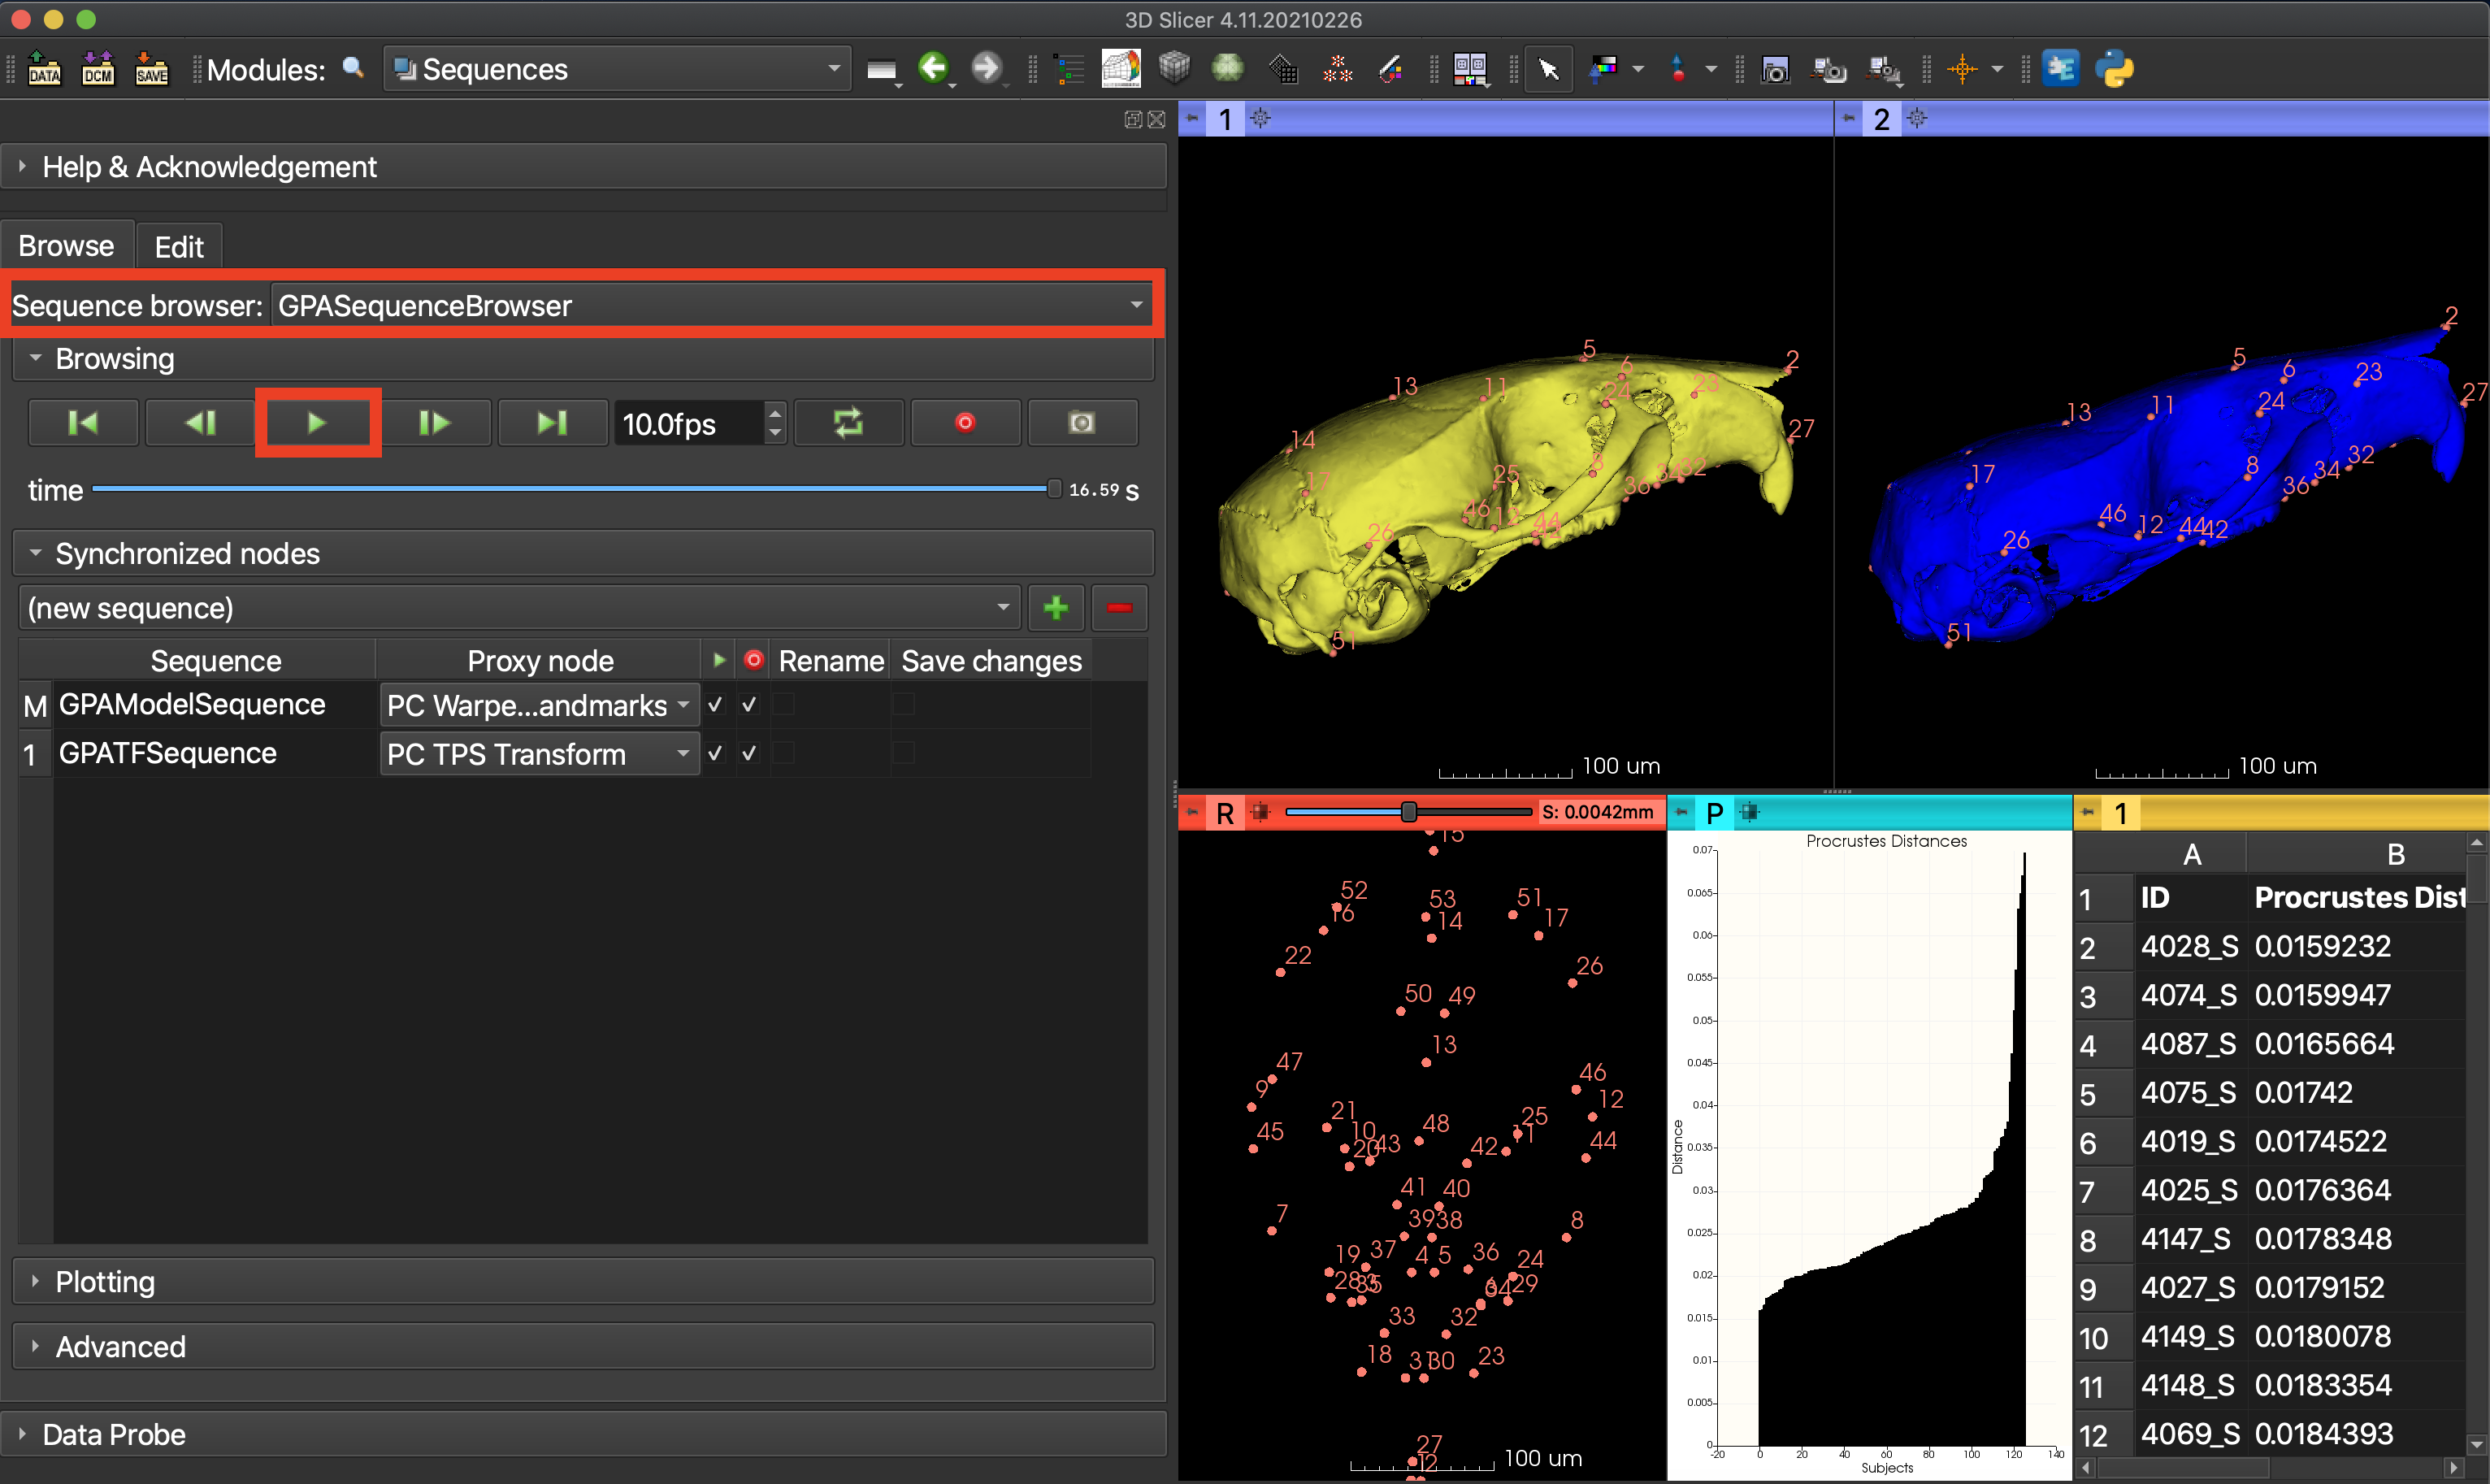 3D Slicer 4.11.20210226
DATA DCM SAVE Modules: Sequences
Help & Acknowledgement
Browse Edit
Sequence browser: GPASequenceBrowser
Browsing
10.0fps
time 16.59 s
Synchronized nodes
(new sequence)
Sequence Proxy node Rename Save changes
M GPAModelSequence PC Warpe...andmarks
1 GPATFSequence PC TPS Transform
Plotting
Advanced
Data Probe
1
5
2
6
13
11
24
23
27
14
17
25
8
34
32
36
46
12
44
26
51
100 um
2
2
5
6
23
27
24
13
11
17
8
32
34
36
46
12
44
42
26
51
100 um
R S: 0.0042mm
15
52
16
53
14
51
17
22
26
50
49
13
47
9
46
12
21
10
45
20
43
48
42
25
11
44
41
40
7
39
38
8
19
37
4
5
36
24
28
35
29
33
32
18
31
30
23
27
100 um
P
Procrustes Distances
0.07
0.065
0.06
0.055
0.05
0.045
0.04
0.035
0.03
0.025
0.02
0.015
0.01
0.005
0
Distance
-20 0 20 40 60 80 100 120 140
Subjects
1
A B
1 ID Procrustes Dist
2 4028_S 0.0159232
3 4074_S 0.0159947
4 4087_S 0.0165664
5 4075_S 0.01742
6 4019_S 0.0174522
7 4025_S 0.0176364
8 4147_S 0.0178348
9 4027_S 0.0179152
10 4149_S 0.0180078
11 4148_S 0.0183354
12 4069_S 0.0184393